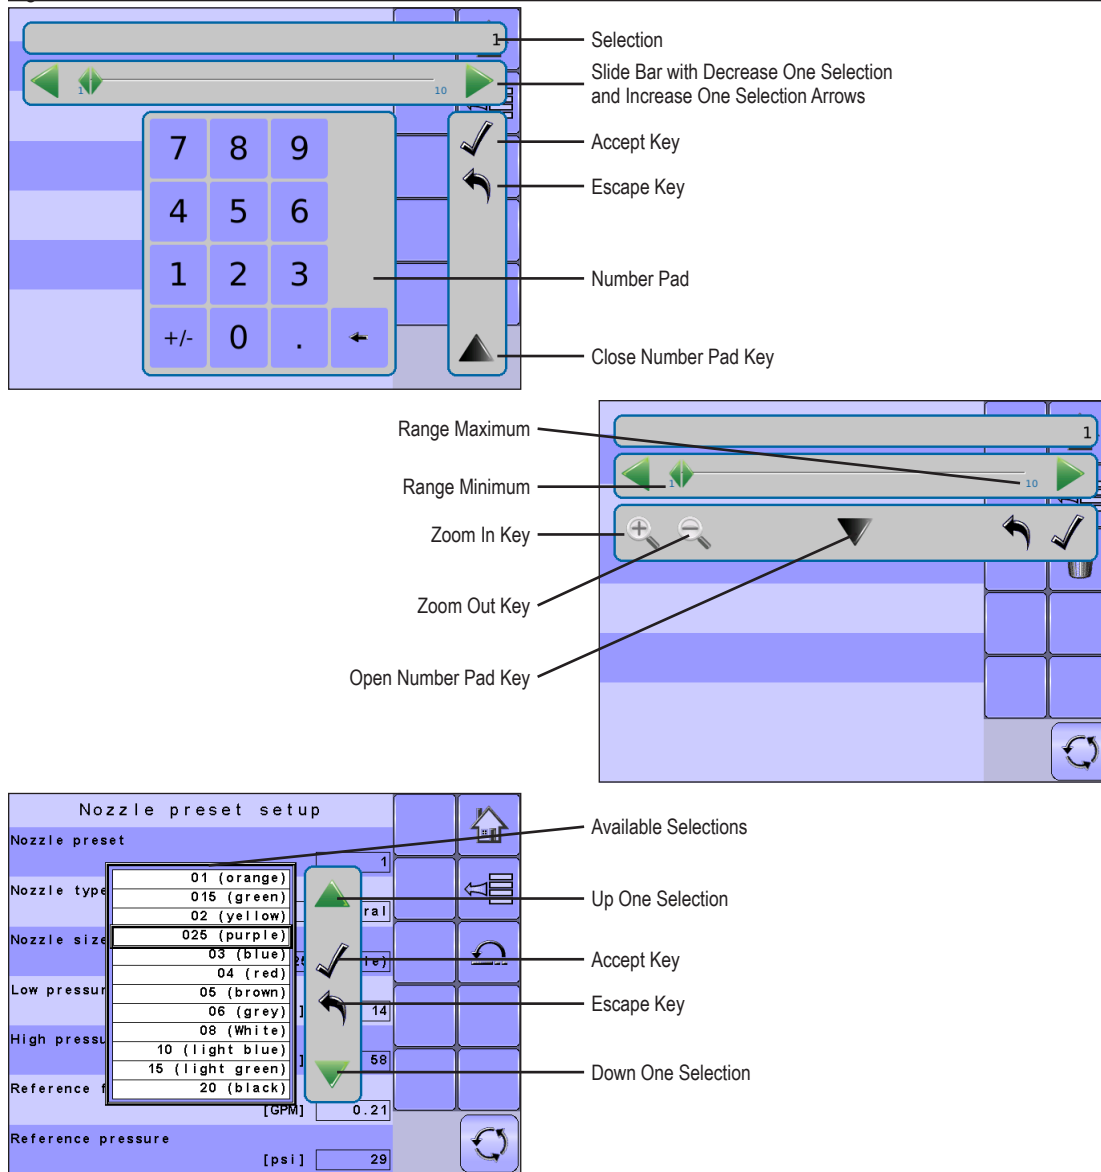 1
Selection
1
10
Slide Bar with Decrease One Selection
and Increase One Selection Arrows
7 8 9
Accept Key
4 5 6
Escape Key
1 2 3
Number Pad
+/- 0 .
Close Number Pad Key
Range Maximum
1
Range Minimum
1
10
Zoom In Key
Zoom Out Key
Open Number Pad Key
Nozzle preset setup
Nozzle preset
1
Available Selections
Nozzle type
ral
Nozzle size
le)
Low pressur
] 14
High pressu
] 58
Reference f
[GPM] 0.21
Reference pressure
[psi] 29
01 (orange)
015 (green)
02 (yellow)
025 (purple)
03 (blue)
04 (red)
05 (brown)
06 (grey)
08 (White)
10 (light blue)
15 (light green)
20 (black)
Up One Selection
Accept Key
Escape Key
Down One Selection